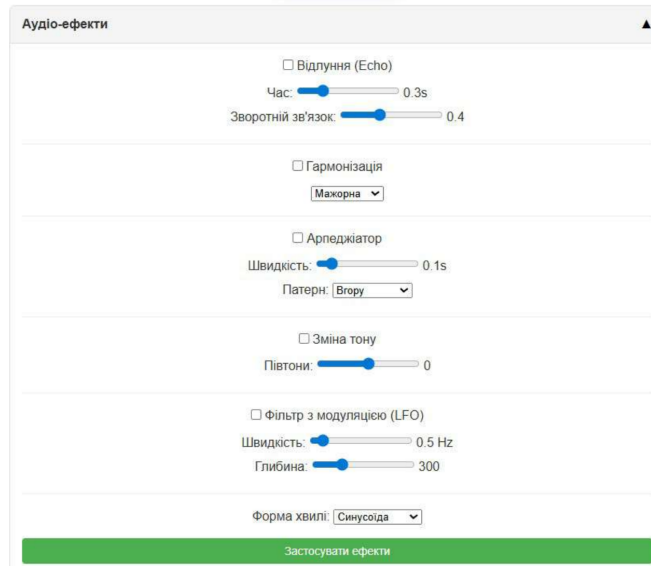 Аудіо-ефекти ▲
Відлуння (Echo)
Час: 0.3s
Зворотній зв'язок: 0.4
Гармонізація
Мажорна
Арпеджіатор
Швидкість: 0.1s
Патерн: Вгору
Зміна тону
Півтони: 0
Фільтр з модуляцією (LFO)
Швидкість: 0.5 Hz
Глибина: 300
Форма хвилі: Синусоїда
Застосувати ефекти